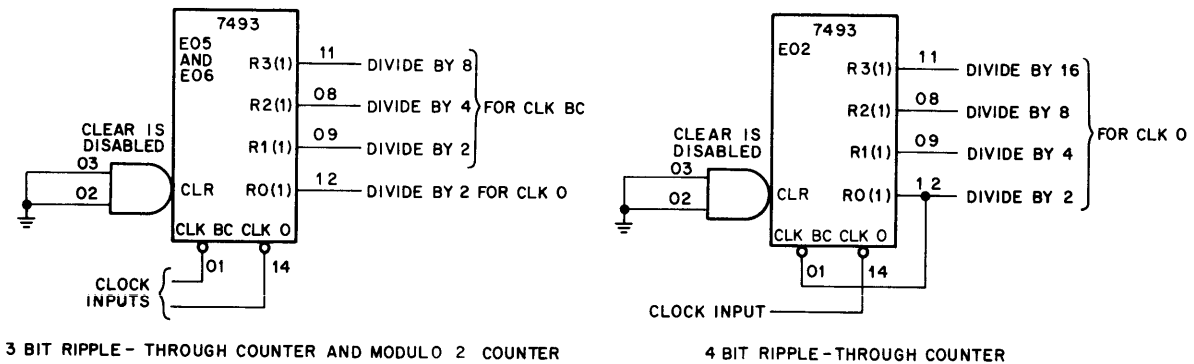 7493
E05
AND
E06
R3(1) 11 DIVIDE BY 8
R2(1) 08 DIVIDE BY 4
FOR CLK BC
R1(1) 09 DIVIDE BY 2
CLEAR IS
DISABLED
03
02
CLR
R0(1) 12 DIVIDE BY 2 FOR CLK 0
CLK BC CLK 0
01 14
CLOCK
INPUTS
3 BIT RIPPLE - THROUGH COUNTER AND MODULO 2 COUNTER
7493
E02
R3(1) 11 DIVIDE BY 16
R2(1) 08 DIVIDE BY 8
FOR CLK 0
R1(1) 09 DIVIDE BY 4
CLEAR IS
DISABLED
03
02
CLR
R0(1) 12 DIVIDE BY 2
CLK BC CLK 0
01 14
CLOCK INPUT
4 BIT RIPPLE - THROUGH COUNTER